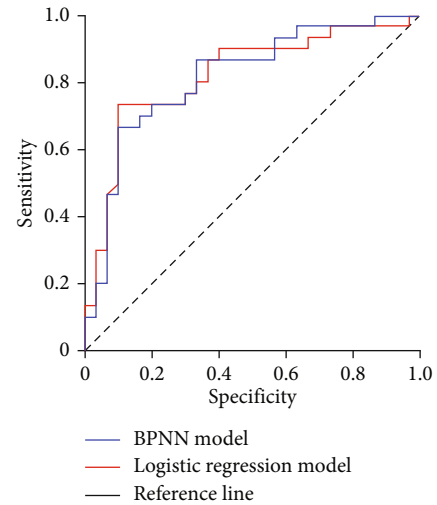 1.0
0.8
0.6
0.4
0.2
0
Sensitivity
0 0.2 0.4 0.6 0.8 1.0
Specificity
BPNN model
Logistic regression model
Reference line